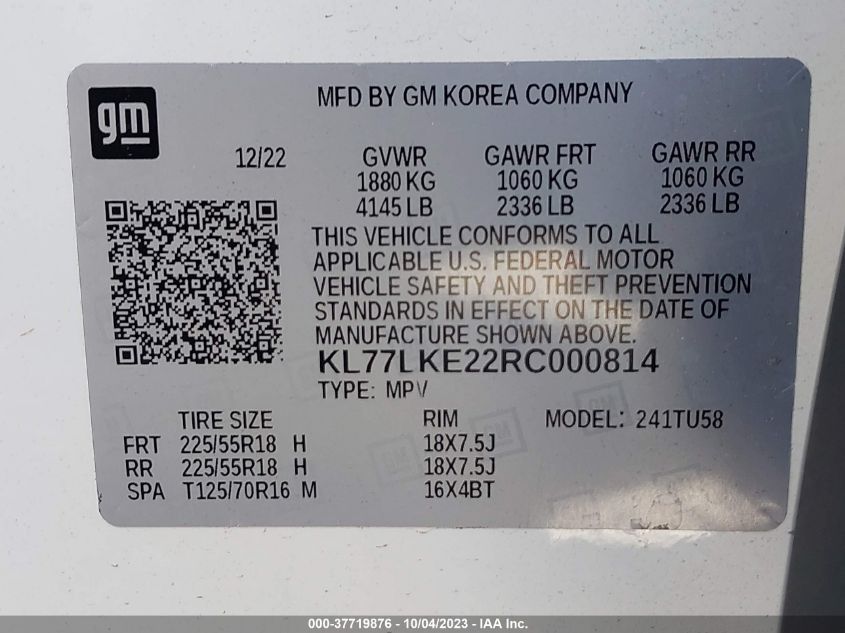 gm
MFD BY GM KOREA COMPANY
12/22 GVWR GAWR FRT GAWR RR
1880 KG 1060 KG 1060 KG
4145 LB 2336 LB 2336 LB
THIS VEHICLE CONFORMS TO ALL
APPLICABLE U.S. FEDERAL MOTOR
VEHICLE SAFETY AND THEFT PREVENTION
STANDARDS IN EFFECT ON THE DATE OF
MANUFACTURE SHOWN ABOVE.
KL77LKE22RC000814
TYPE: MPV
TIRE SIZE RIM MODEL: 241TU58
FRT 225/55R18 H 18X7.5J
RR 225/55R18 H 18X7.5J
SPA T125/70R16 M 16X4BT
000-37719876 - 10/04/2023 - IAA Inc.